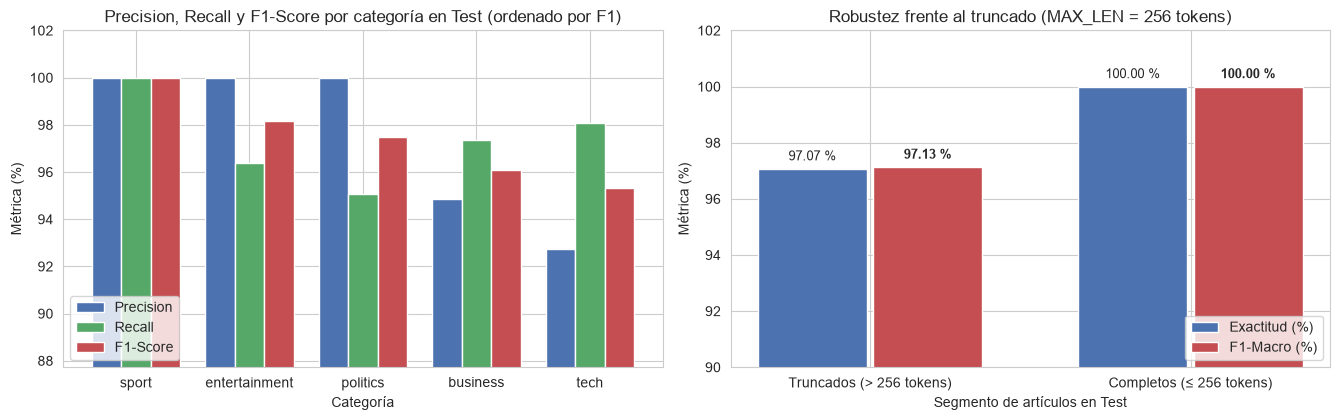 Precision, Recall y F1-Score por categoría en Test (ordenado por F1)
102
100
98
96
94
92
90
88
Métrica (%)
Precision
Recall
F1-Score
sport
entertainment
politics
business
tech
Categoría
Robustez frente al truncado (MAX_LEN = 256 tokens)
102
100
98
96
94
92
90
Métrica (%)
97.07 %
97.13 %
100.00 %
100.00 %
Exactitud (%)
F1-Macro (%)
Truncados (> 256 tokens)
Completos (≤ 256 tokens)
Segmento de artículos en Test